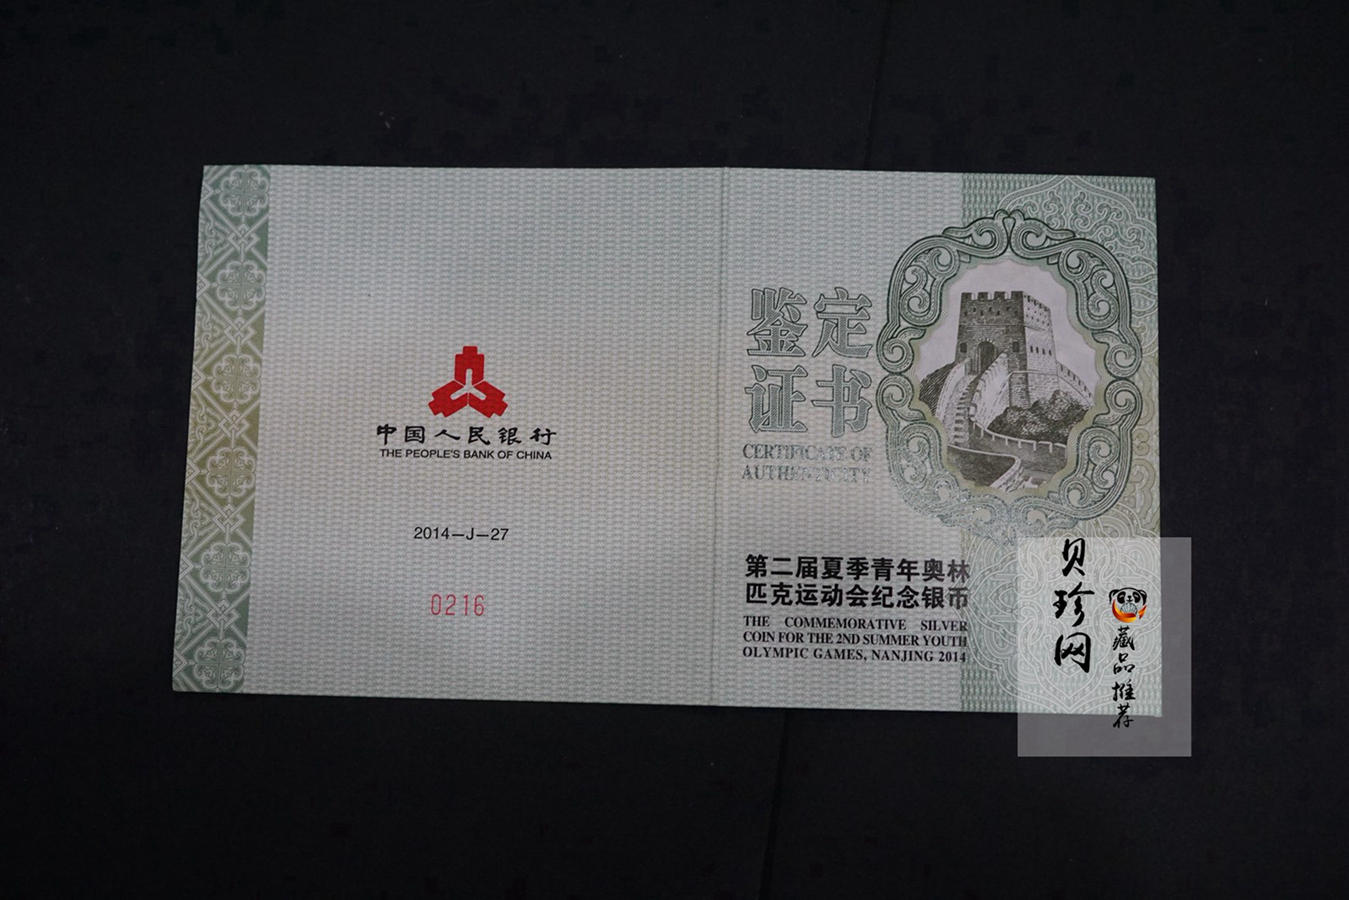 中国人民银行
THE PEOPLE'S BANK OF CHINA
2014—J—27
0216
鉴定
证书
CERTIFICATE OF
AUTHENTICITY
第二届夏季青年奥林
匹克运动会纪念银币
THE COMMEMORATIVE SILVER
COIN FOR THE 2ND SUMMER YOUTH
OLYMPIC GAMES, NANJING 2014
贝珍网
藏品推荐